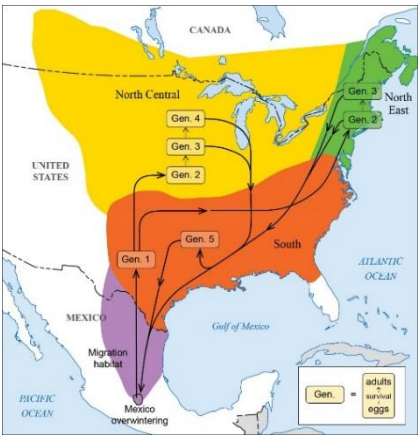 CANADA
North Central
North
East
Gen. 3
Gen. 2
Gen. 4
Gen. 3
Gen. 2
UNITED
STATES
Gen. 1
Gen. 5
South
ATLANTIC
OCEAN
MEXICO
Gulf of Mexico
Migration
habitat
PACIFIC
OCEAN
Mexico
overwintering
Gen. =
adults
survival
eggs